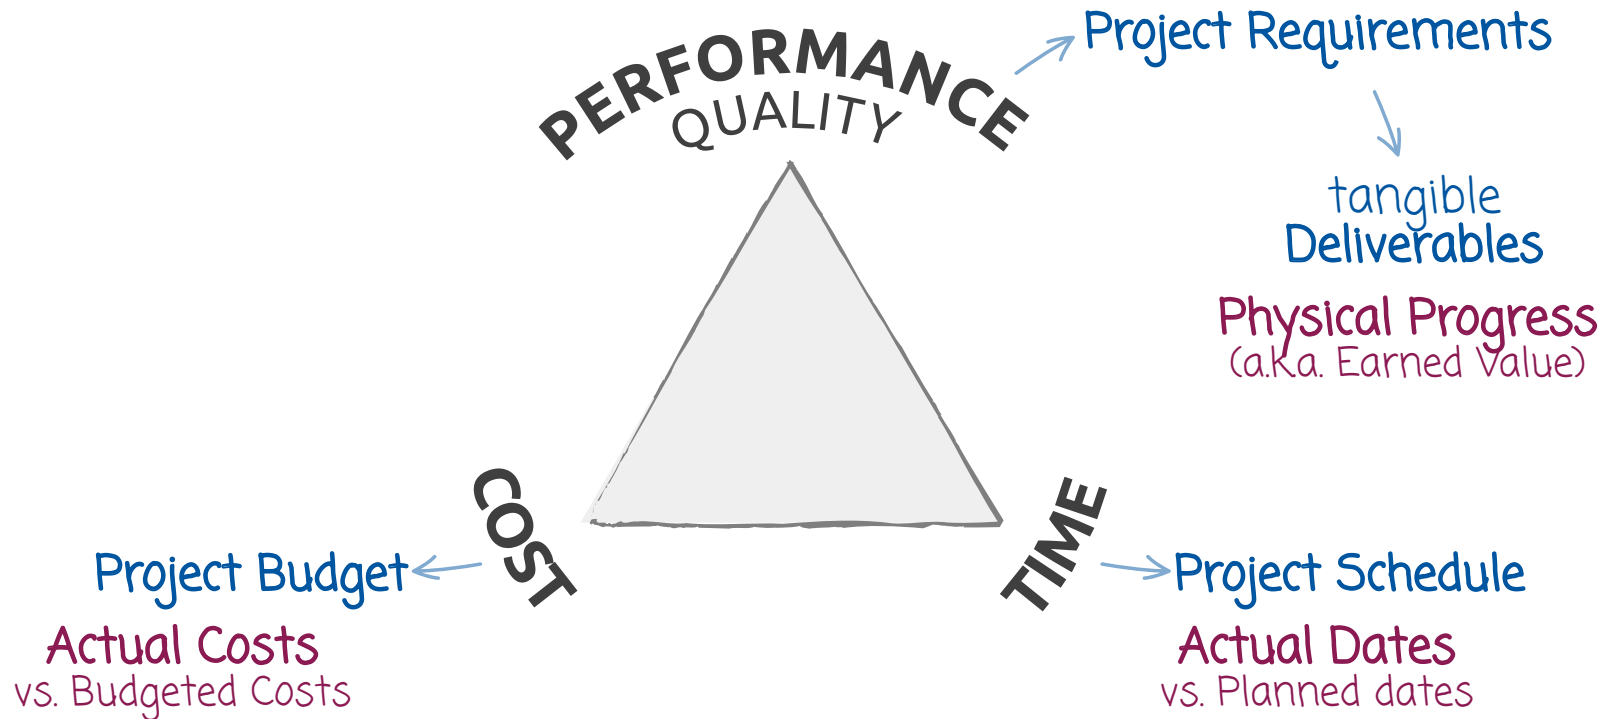 PERFORMANCE
QUALITY
Project Requirements
tangible
Deliverables
Physical Progress
(a.k.a. Earned Value)
COST
Project Budget
Actual Costs
vs. Budgeted Costs
TIME
Project Schedule
Actual Dates
vs. Planned dates